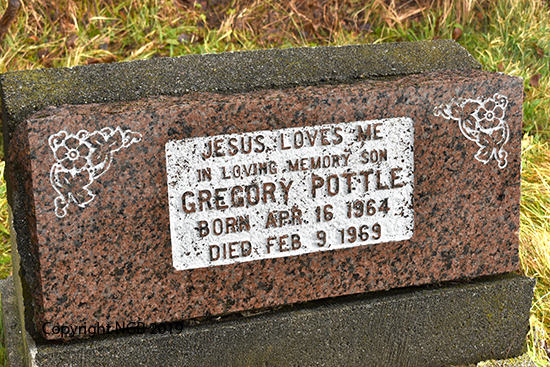 JESUS LOVES ME
IN LOVING MEMORY SON
GREGORY POTTLE
BORN APR. 16 1964
DIED FEB. 9, 1969
Copyright NGB 2019